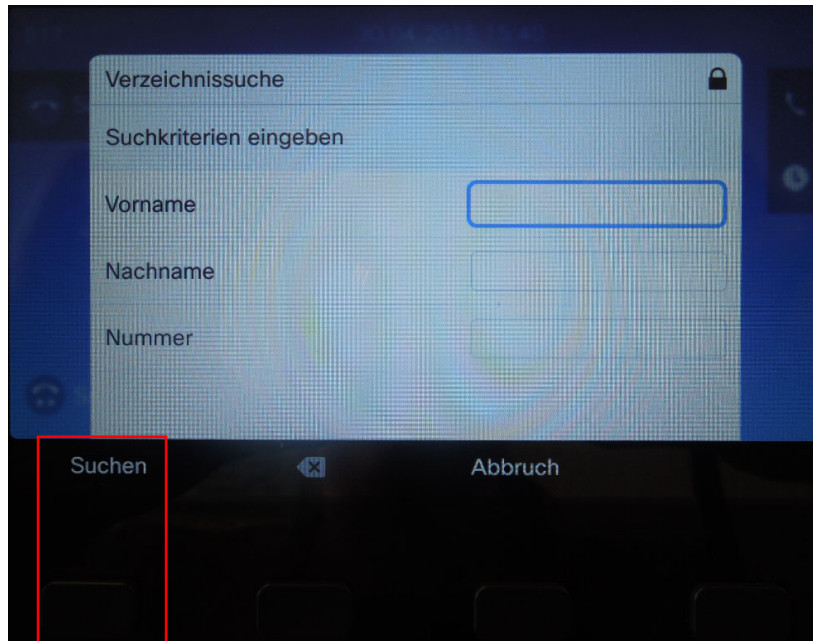 Verzeichnissuche
Suchkriterien eingeben
Vorname
Nachname
Nummer
Suchen Abbruch